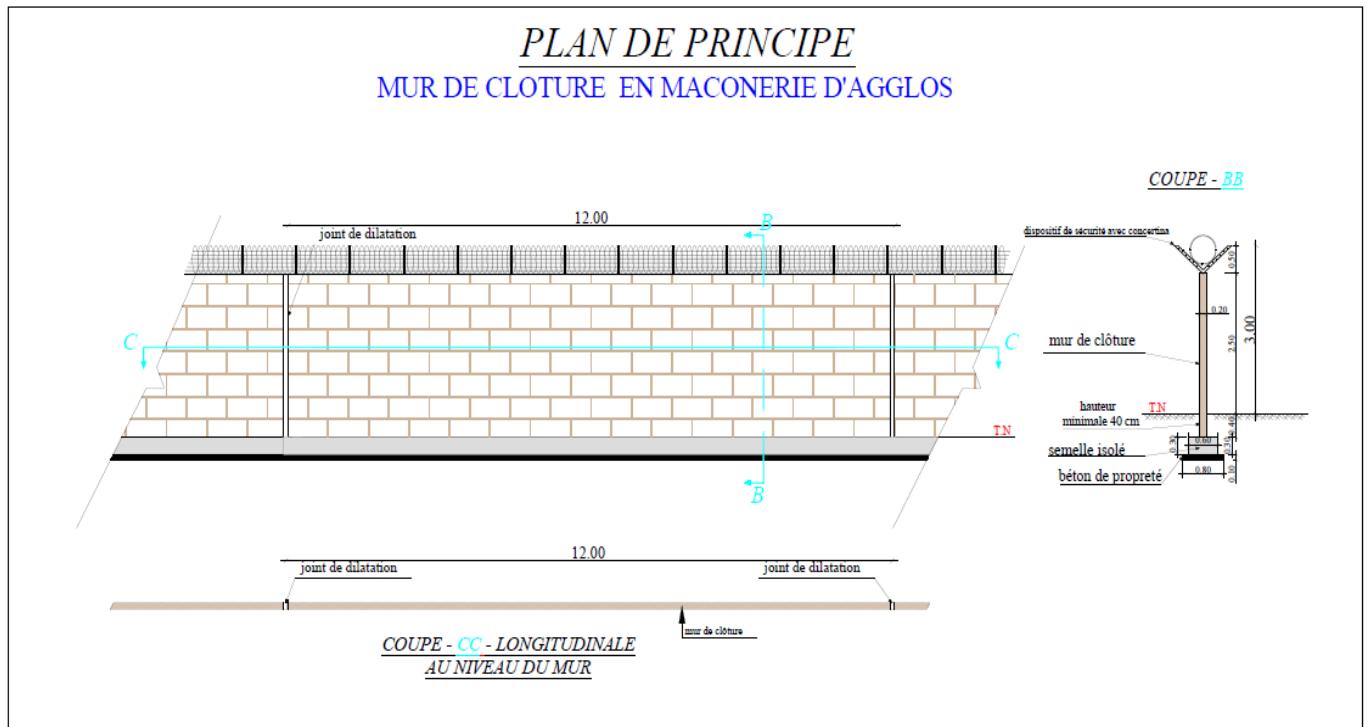 PLAN DE PRINCIPE
MUR DE CLOTURE EN MACONERIE D'AGGLOS
COUPE - BB
12.00
B
joint de dilatation
dispositif de sécurité avec concertina
0.50
0.20
3.00
2.50
C
C
mur de clôture
hauteur
minimale 40 cm
T.N
T.N
0.40
0.30
0.60
0.30
semelle isolé
béton de propreté
0.80
0.10
B
12.00
joint de dilatation
joint de dilatation
mur de clôture
COUPE - CC - LONGITUDINALE
AU NIVEAU DU MUR